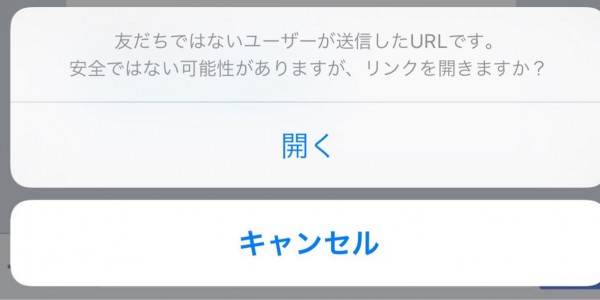 友だちではないユーザーが送信したURLです。
安全ではない可能性がありますが、リンクを開きますか？
開く
キャンセル